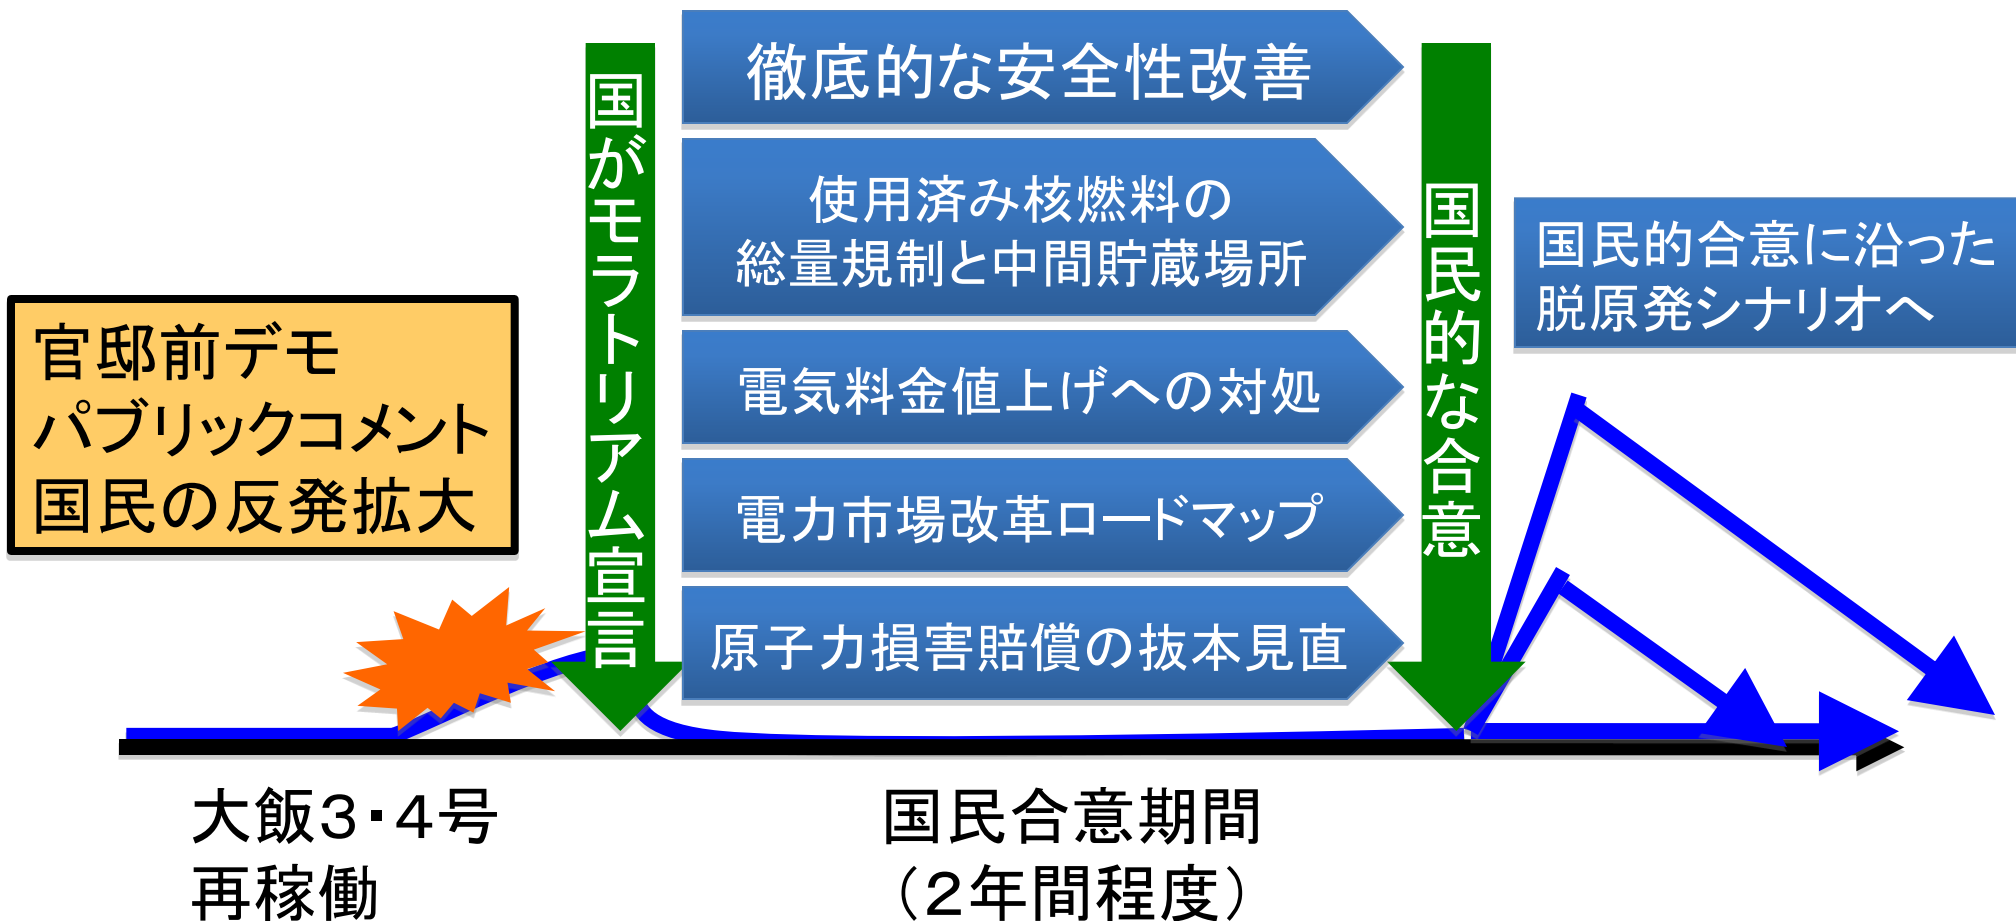 官邸前デモ
パブリックコメント
国民の反発拡大
国がモラトリアム宣言
徹底的な安全性改善
使用済み核燃料の
総量規制と中間貯蔵場所
電気料金値上げへの対処
電力市場改革ロードマップ
原子力損害賠償の抜本見直
国民的な合意
国民的合意に沿った
脱原発シナリオへ
大飯３・４号
再稼働
国民合意期間
（２年間程度）